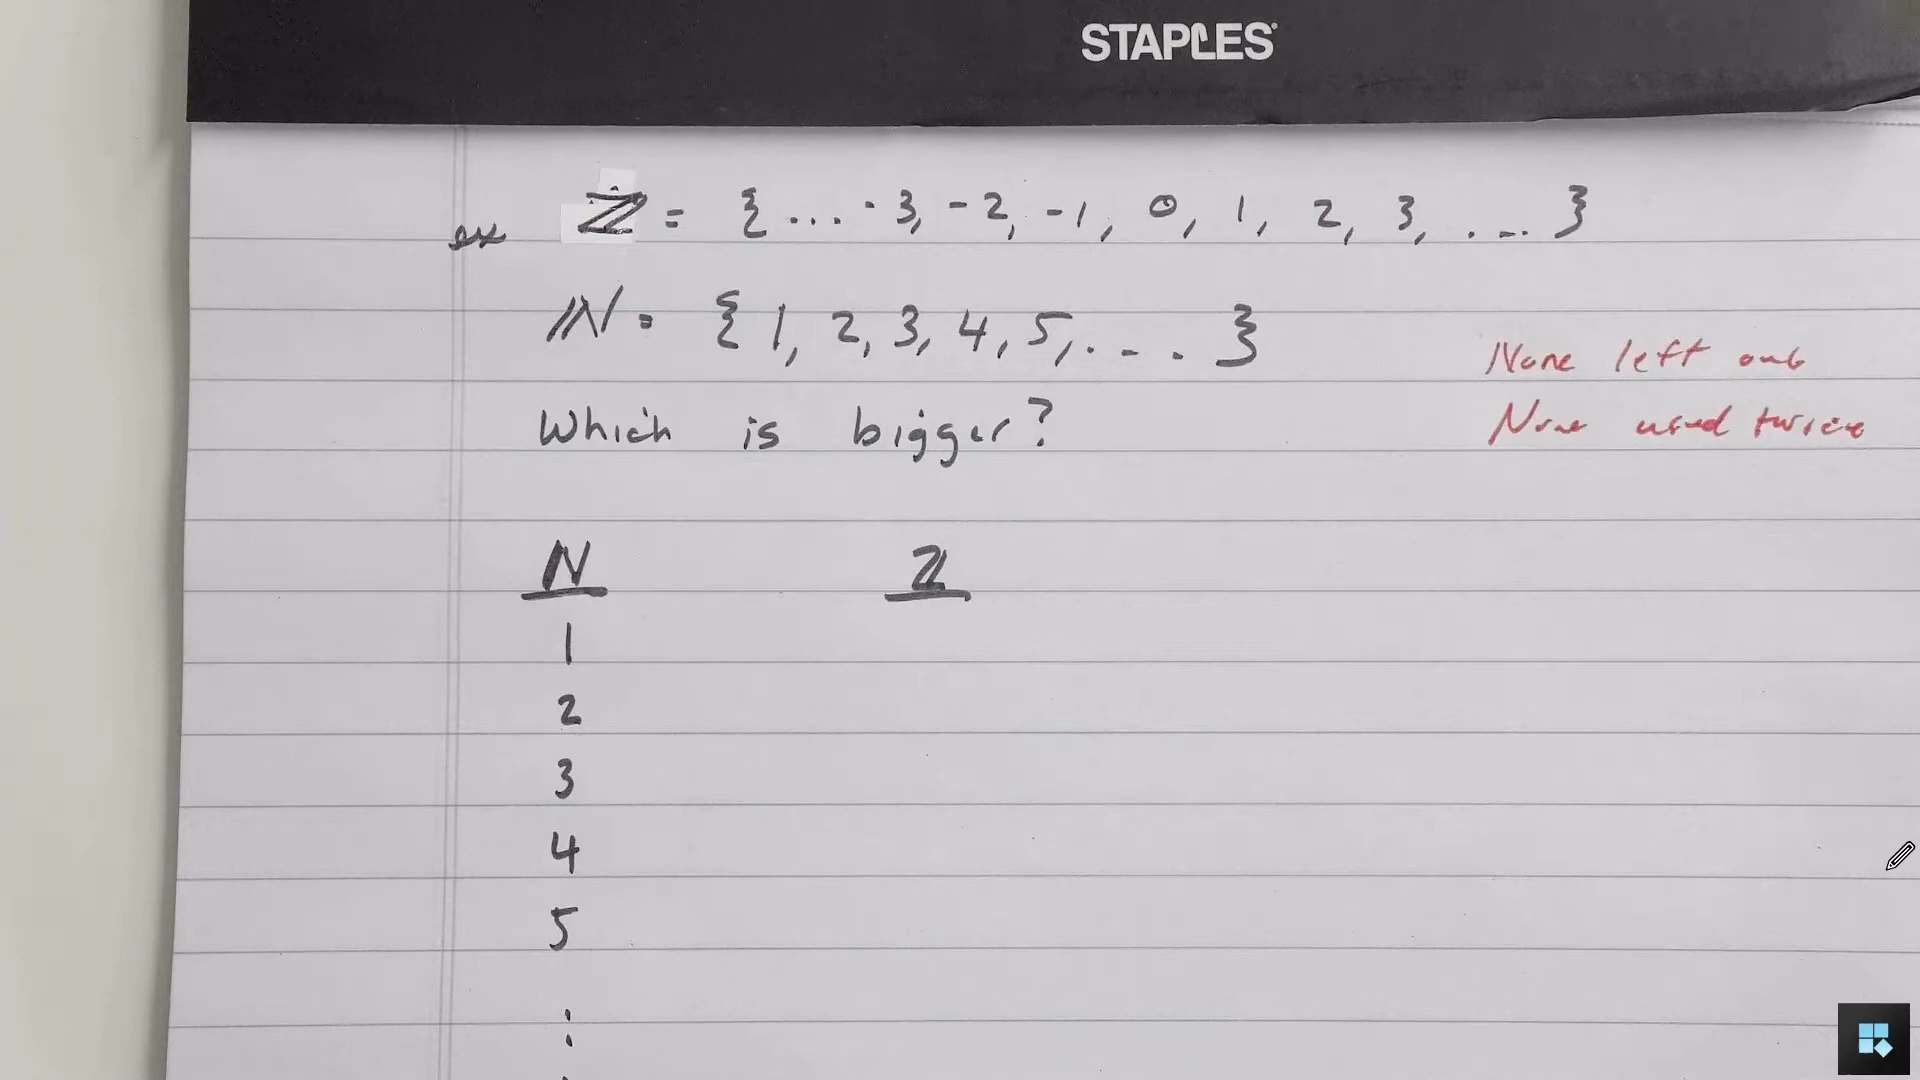 STAPLES
ex ℤ = { ... -3, -2, -1, 0, 1, 2, 3, ... }
ℕ = { 1, 2, 3, 4, 5, ... }
None left out
Which is bigger?
None used twice
ℕ ℤ
1
2
3
4
5
⋮